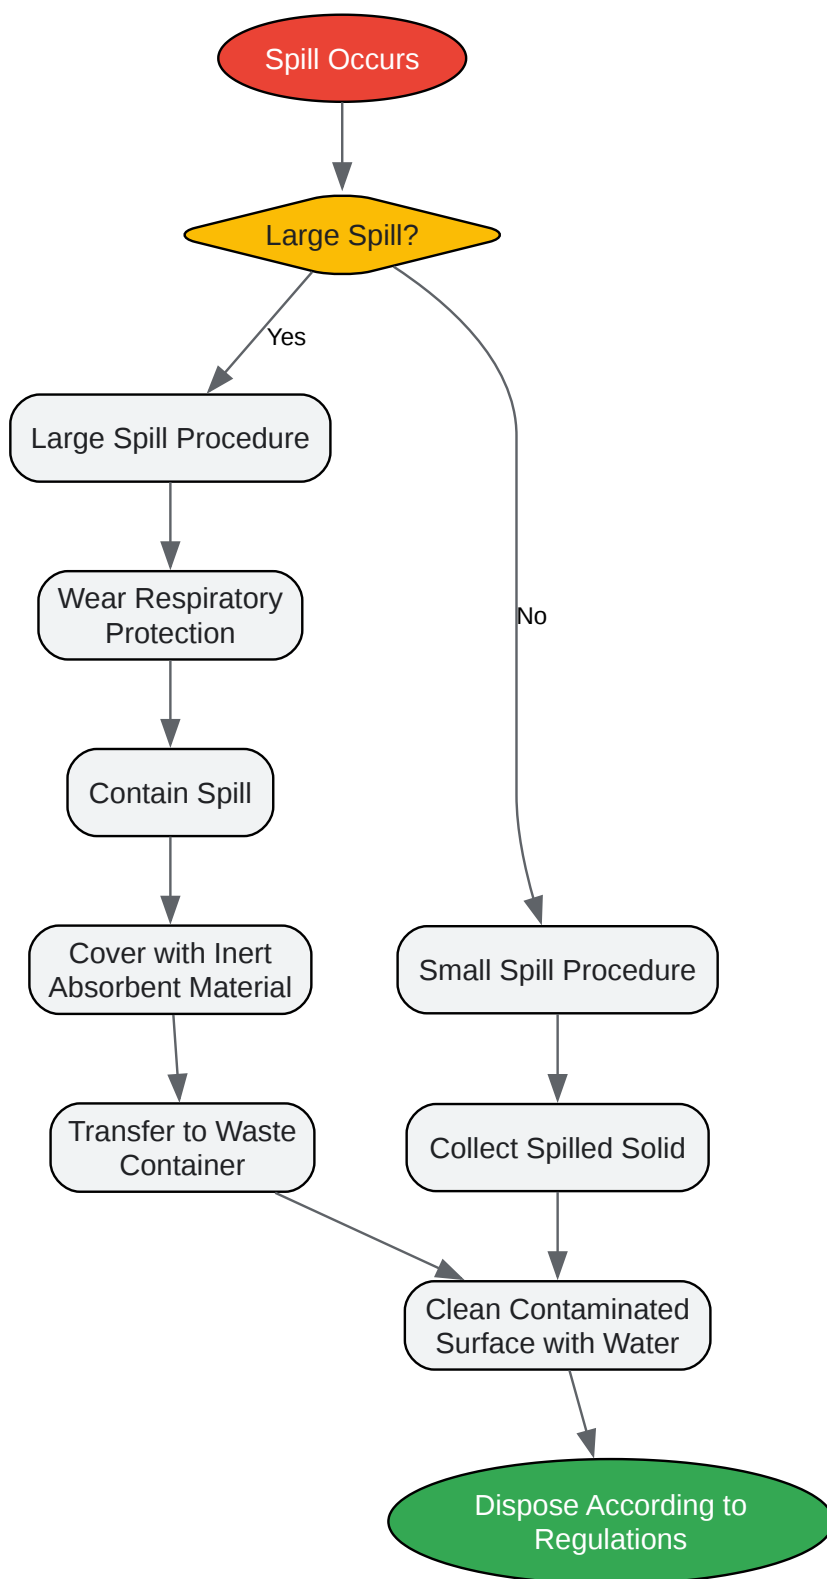 Spill Occurs
Large Spill?
Yes
Large Spill Procedure
Wear Respiratory
Protection
No
Contain Spill
Cover with Inert
Absorbent Material
Small Spill Procedure
Transfer to Waste
Container
Collect Spilled Solid
Clean Contaminated
Surface with Water
Dispose According to
Regulations